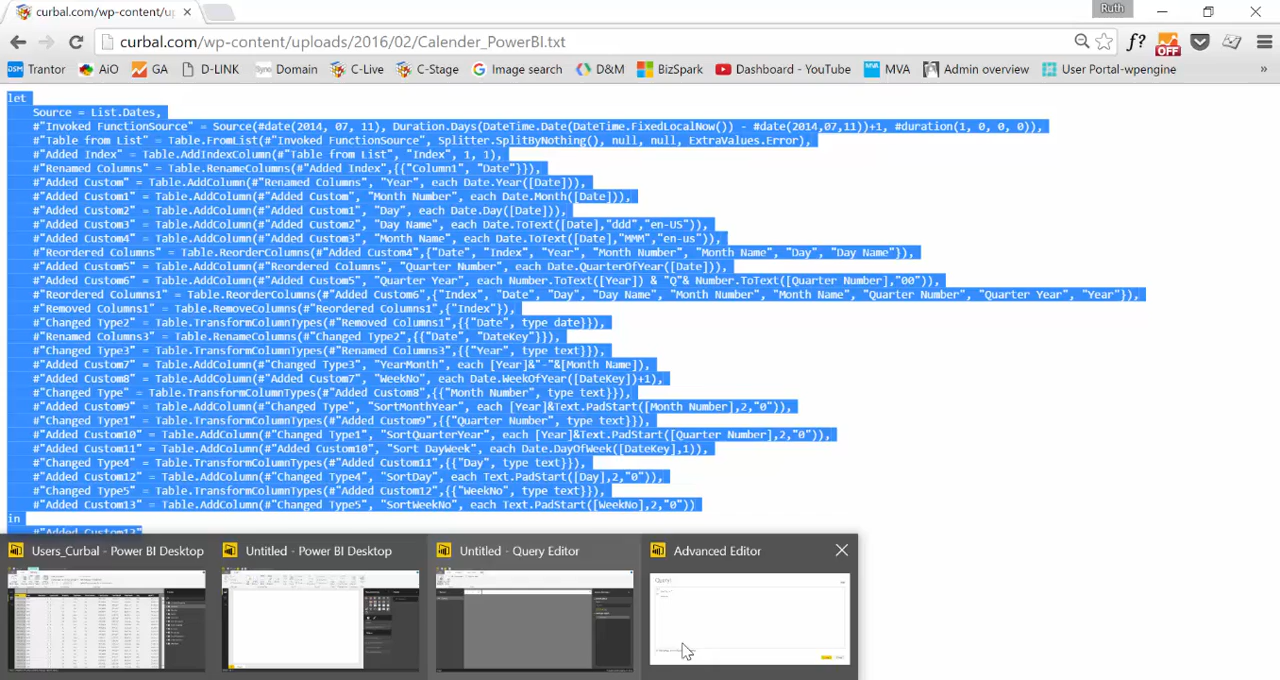 curbal.com/wp-content/up
Ruth
curbal.com/wp-content/uploads/2016/02/Calender_PowerBI.txt
f?
OFF
DSM Trantor AiO GA D-LINK Domain C-Live C-Stage Image search D&M BizSpark Dashboard - YouTube MVA Admin overview User Portal-wpengine »
let
Source = List.Dates,
#"Invoked FunctionSource" = Source(#date(2014, 07, 11), Duration.Days(DateTime.Date(DateTime.FixedLocalNow()) - #date(2014,07,11))+1, #duration(1, 0, 0, 0)),
#"Table from List" = Table.FromList(#"Invoked FunctionSource", Splitter.SplitByNothing(), null, null, ExtraValues.Error),
#"Added Index" = Table.AddIndexColumn(#"Table from List", "Index", 1, 1),
#"Renamed Columns" = Table.RenameColumns(#"Added Index",{{"Column1", "Date"}}),
#"Added Custom" = Table.AddColumn(#"Renamed Columns", "Year", each Date.Year([Date])),
#"Added Custom1" = Table.AddColumn(#"Added Custom", "Month Number", each Date.Month([Date])),
#"Added Custom2" = Table.AddColumn(#"Added Custom1", "Day", each Date.Day([Date])),
#"Added Custom3" = Table.AddColumn(#"Added Custom2", "Day Name", each Date.ToText([Date],"ddd","en-US")),
#"Added Custom4" = Table.AddColumn(#"Added Custom3", "Month Name", each Date.ToText([Date],"MMM","en-us")),
#"Reordered Columns" = Table.ReorderColumns(#"Added Custom4",{"Date", "Index", "Year", "Month Number", "Month Name", "Day", "Day Name"}),
#"Added Custom5" = Table.AddColumn(#"Reordered Columns", "Quarter Number", each Date.QuarterOfYear([Date])),
#"Added Custom6" = Table.AddColumn(#"Added Custom5", "Quarter Year", each Number.ToText([Year]) & "Q"& Number.ToText([Quarter Number],"00")),
#"Reordered Columns1" = Table.ReorderColumns(#"Added Custom6",{"Index", "Date", "Day", "Day Name", "Month Number", "Month Name", "Quarter Number", "Quarter Year", "Year"}),
#"Removed Columns1" = Table.RemoveColumns(#"Reordered Columns1",{"Index"}),
#"Changed Type2" = Table.TransformColumnTypes(#"Removed Columns1",{{"Date", type date}}),
#"Renamed Columns3" = Table.RenameColumns(#"Changed Type2",{{"Date", "DateKey"}}),
#"Changed Type3" = Table.TransformColumnTypes(#"Renamed Columns3",{{"Year", type text}}),
#"Added Custom7" = Table.AddColumn(#"Changed Type3", "YearMonth", each [Year]&"-"&[Month Name]),
#"Added Custom8" = Table.AddColumn(#"Added Custom7", "WeekNo", each Date.WeekOfYear([DateKey])+1),
#"Changed Type" = Table.TransformColumnTypes(#"Added Custom8",{{"Month Number", type text}}),
#"Added Custom9" = Table.AddColumn(#"Changed Type", "SortMonthYear", each [Year]&Text.PadStart([Month Number],2,"0")),
#"Changed Type1" = Table.TransformColumnTypes(#"Added Custom9",{{"Quarter Number", type text}}),
#"Added Custom10" = Table.AddColumn(#"Changed Type1", "SortQuarterYear", each [Year]&Text.PadStart([Quarter Number],2,"0")),
#"Added Custom11" = Table.AddColumn(#"Added Custom10", "Sort DayWeek", each Date.DayOfWeek([DateKey],1)),
#"Changed Type4" = Table.TransformColumnTypes(#"Added Custom11",{{"Day", type text}}),
#"Added Custom12" = Table.AddColumn(#"Changed Type4", "SortDay", each Text.PadStart([Day],2,"0")),
#"Changed Type5" = Table.TransformColumnTypes(#"Added Custom12",{{"WeekNo", type text}}),
#"Added Custom13" = Table.AddColumn(#"Changed Type5", "SortWeekNo", each Text.PadStart([WeekNo],2,"0"))
in
#"Added Custom13"
Users_Curbal - Power BI Desktop Untitled - Power BI Desktop Untitled - Query Editor Advanced Editor